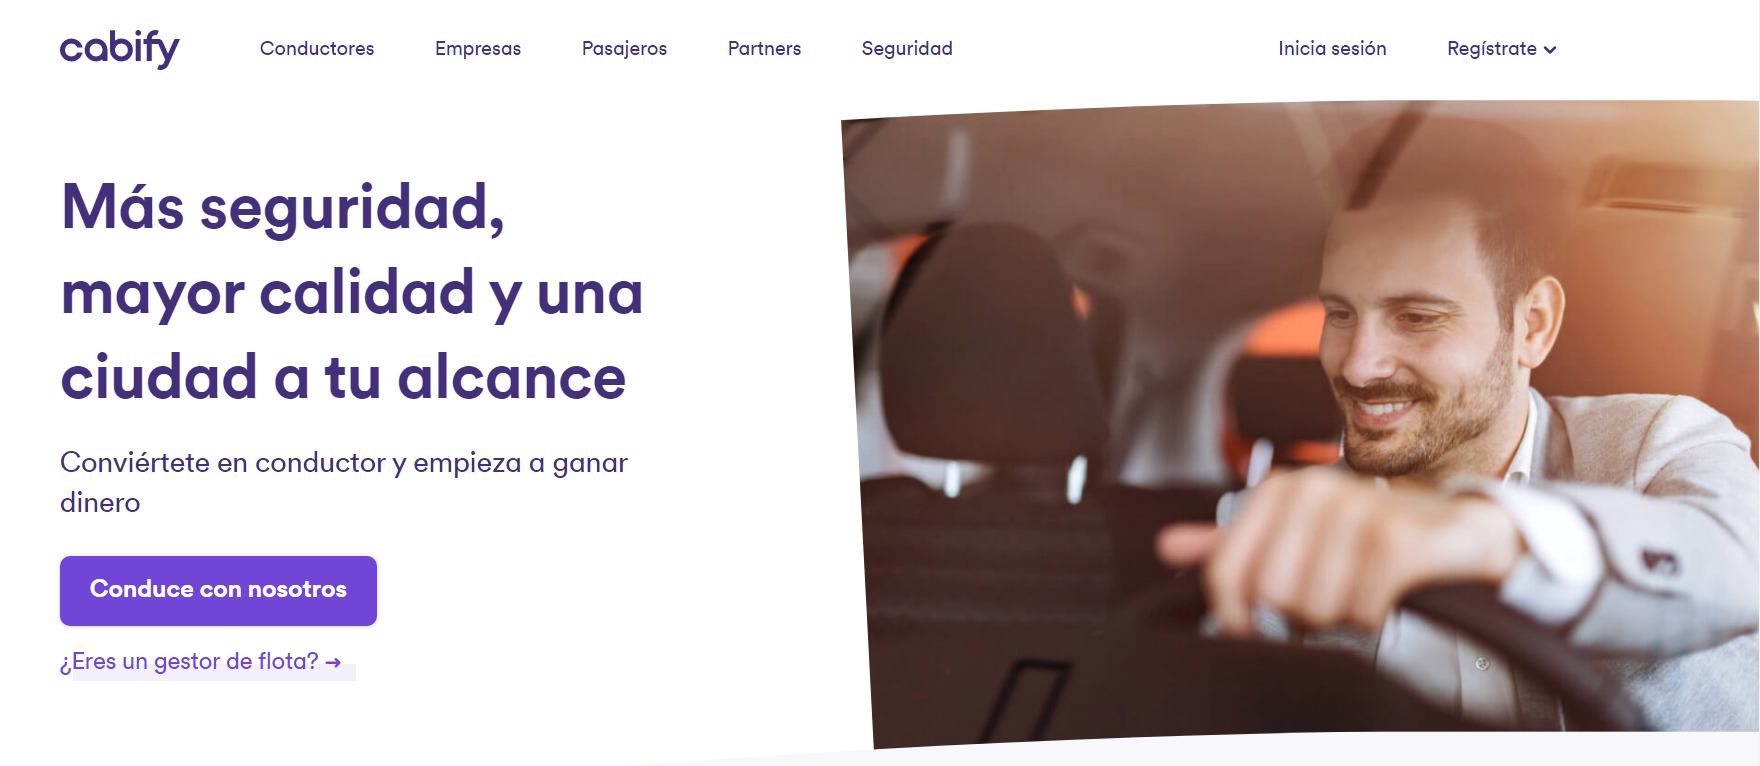 cabify
Conductores
Empresas
Pasajeros
Partners
Seguridad
Inicia sesión
Regístrate
Más seguridad,
mayor calidad y una
ciudad a tu alcance
Conviértete en conductor y empieza a ganar
dinero
Conduce con nosotros
¿Eres un gestor de flota? →